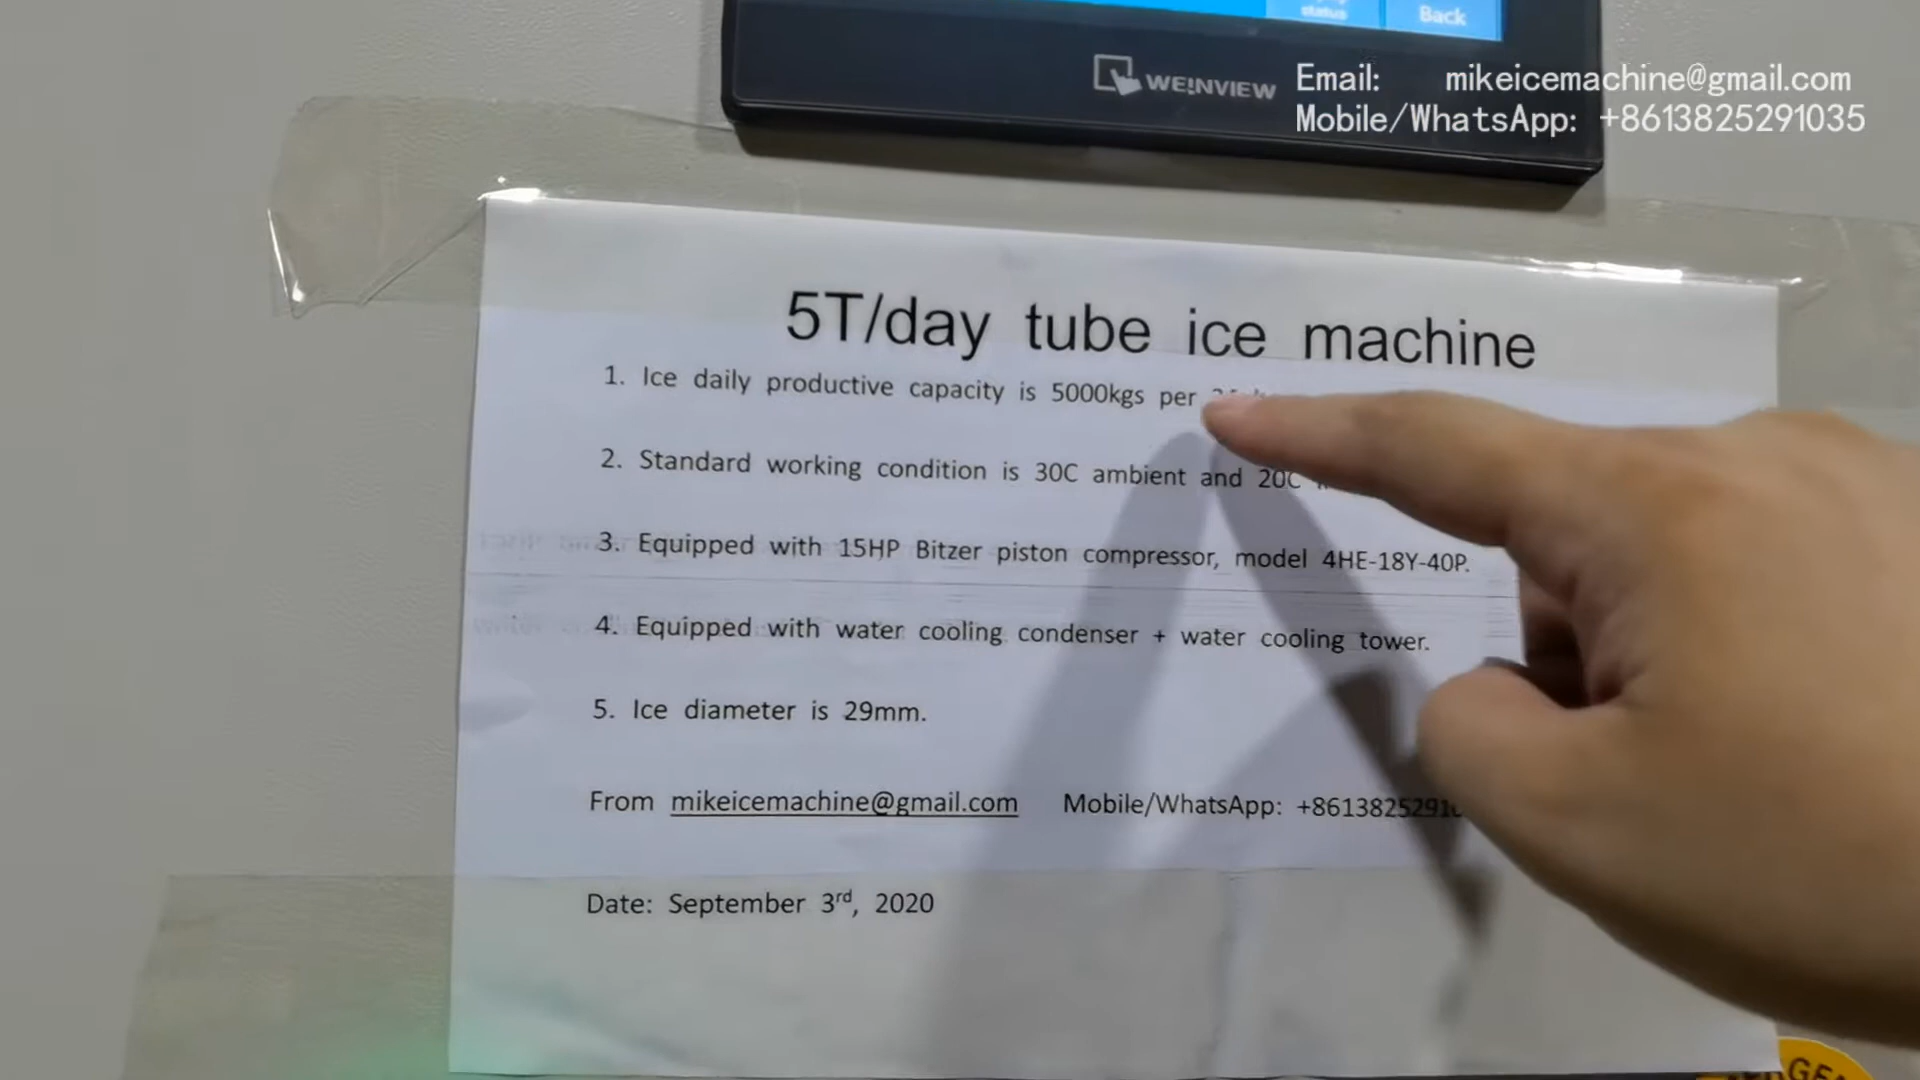 status
Back
WEINVIEW
Email: mikeicemachine@gmail.com
Mobile/WhatsApp: +8613825291035
5T/day tube ice machine
1. Ice daily productive capacity is 5000kgs per
2. Standard working condition is 30C ambient and 20C
3. Equipped with 15HP Bitzer piston compressor, model 4HE-18Y-40P.
4. Equipped with water cooling condenser + water cooling tower.
5. Ice diameter is 29mm.
From mikeicemachine@gmail.com Mobile/WhatsApp: +86138252910
Date: September 3rd, 2020